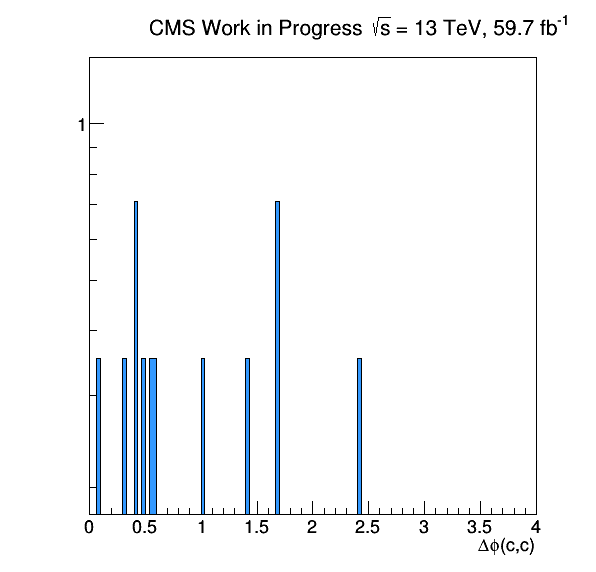 CMS Work in Progress √s = 13 TeV, 59.7 fb⁻¹
1
0 0.5 1 1.5 2 2.5 3 3.5 4
Δϕ(c,c)